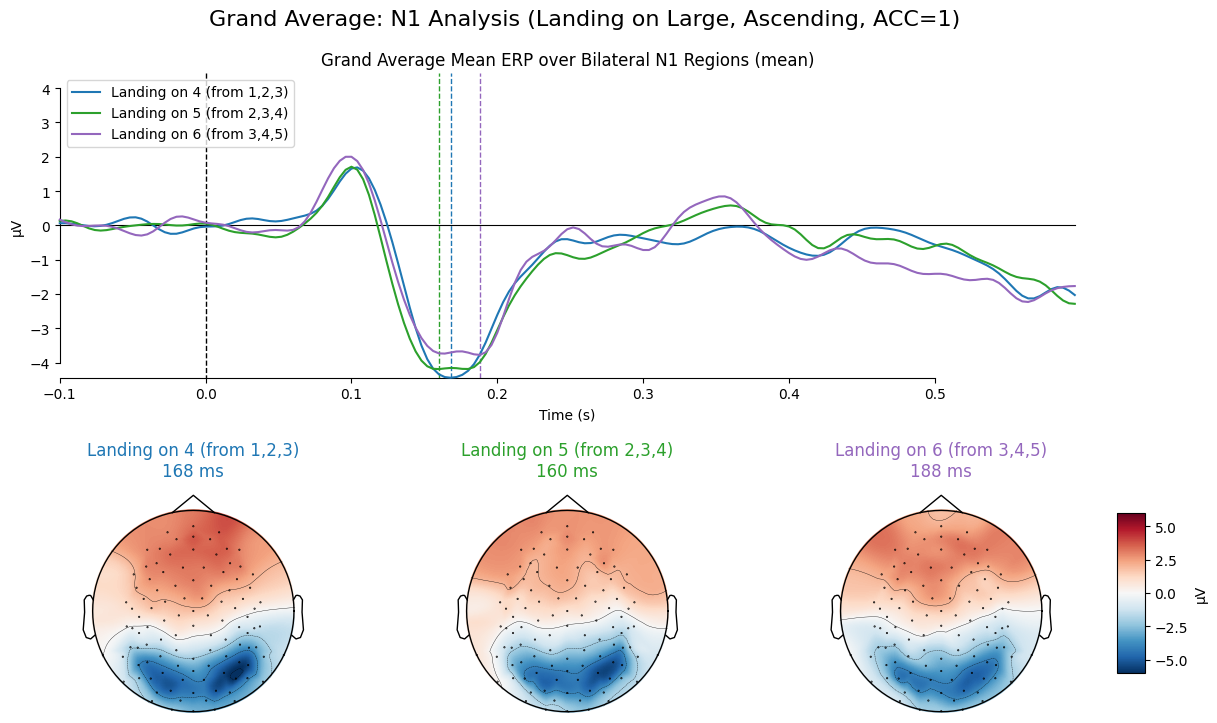 Grand Average: N1 Analysis (Landing on Large, Ascending, ACC=1)
Grand Average Mean ERP over Bilateral N1 Regions (mean)
Landing on 4 (from 1,2,3)
Landing on 5 (from 2,3,4)
Landing on 6 (from 3,4,5)
µV
4
3
2
1
0
−1
−2
−3
−4
−0.1 0.0 0.1 0.2 0.3 0.4 0.5
Time (s)
Landing on 4 (from 1,2,3)
168 ms
Landing on 5 (from 2,3,4)
160 ms
Landing on 6 (from 3,4,5)
188 ms
5.0
2.5
0.0
−2.5
−5.0
µV